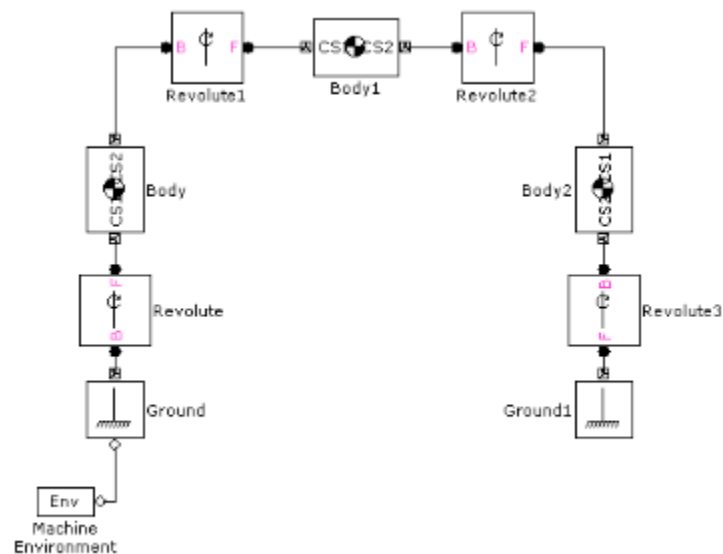 B F
Revolute1
CS1 CS2
Body1
B F
Revolute2
CS1 CS2
Body
CS2 CS1
Body2
F B
Revolute
B F
Revolute3
Ground
Ground1
Env
Machine
Environment